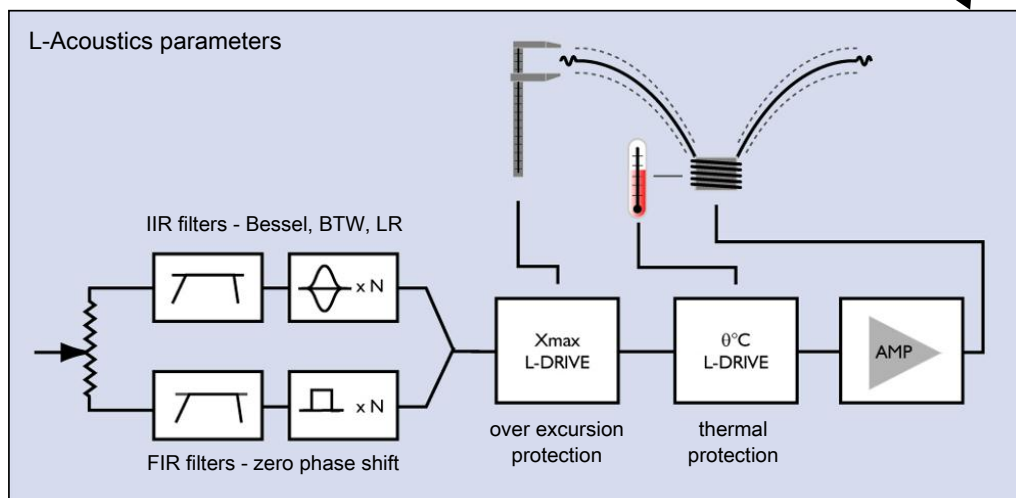 L-Acoustics parameters
IIR filters - Bessel, BTW, LR
x N
Xmax
L-DRIVE
θ°C
L-DRIVE
AMP
x N
over excursion
protection
thermal
protection
FIR filters - zero phase shift